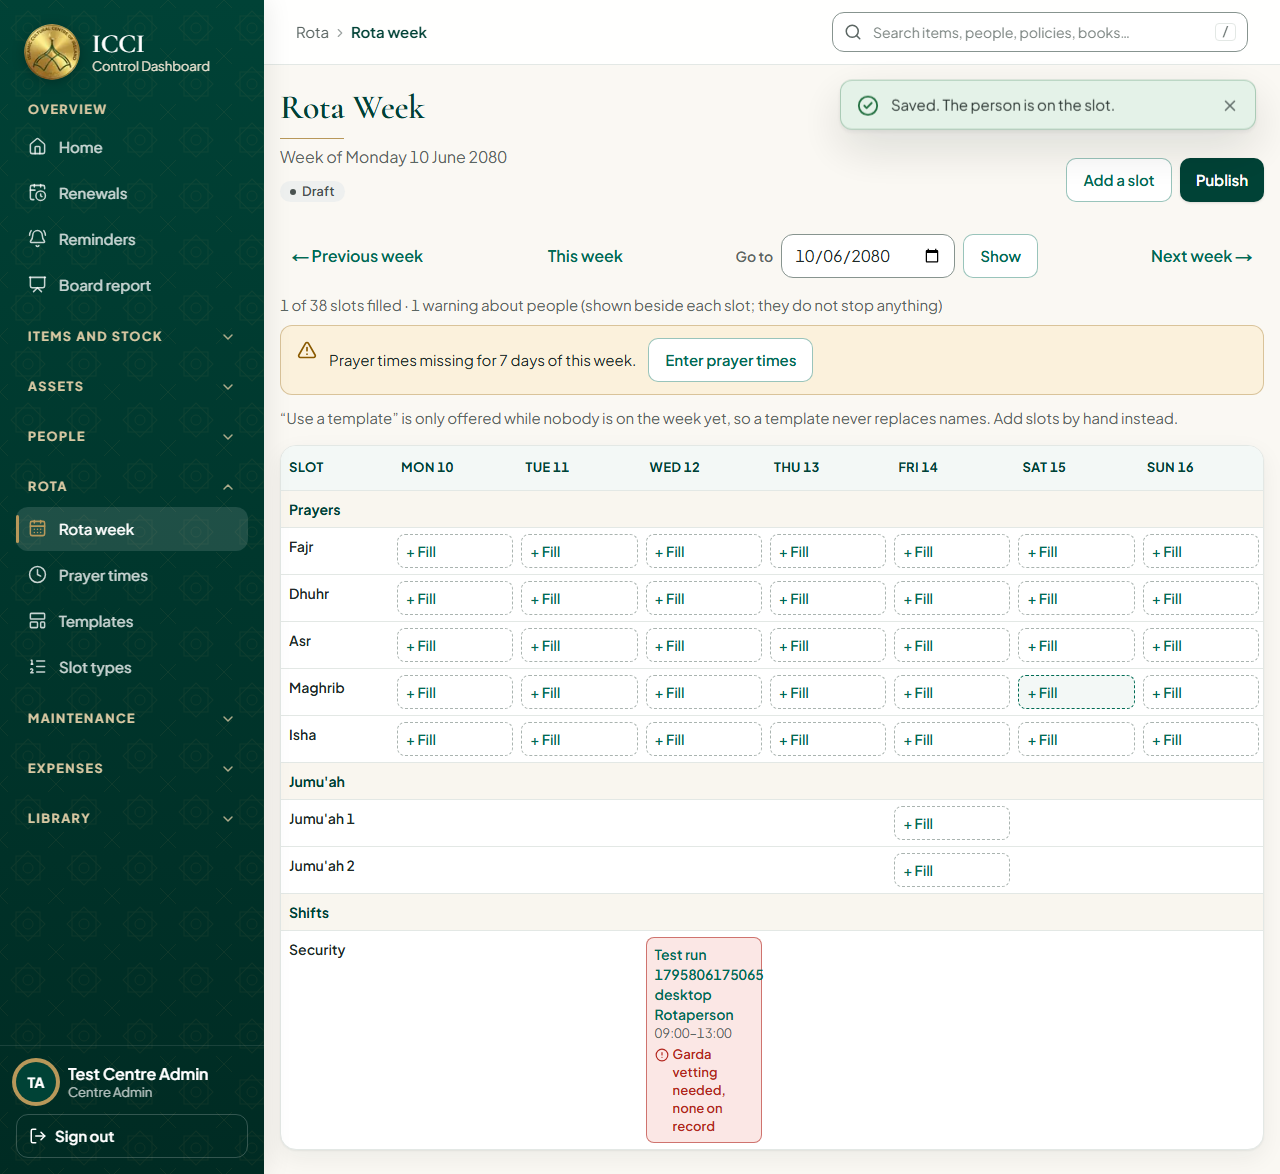 ICCI
Control Dashboard
OVERVIEW
Home
Renewals
Reminders
Board report
ITEMS AND STOCK
ASSETS
PEOPLE
ROTA
Rota week
Prayer times
Templates
Slot types
MAINTENANCE
EXPENSES
LIBRARY
TA
Test Centre Admin
Centre Admin
Sign out
Rota › Rota week
Search items, people, policies, books… /
Saved. The person is on the slot.
Rota Week
Week of Monday 10 June 2080
Draft
Add a slot Publish
← Previous week This week Go to 10/06/2080 Show Next week →
1 of 38 slots filled · 1 warning about people (shown beside each slot; they do not stop anything)
Prayer times missing for 7 days of this week. Enter prayer times
“Use a template” is only offered while nobody is on the week yet, so a template never replaces names. Add slots by hand instead.
SLOT MON 10 TUE 11 WED 12 THU 13 FRI 14 SAT 15 SUN 16
Prayers
Fajr + Fill + Fill + Fill + Fill + Fill + Fill + Fill
Dhuhr + Fill + Fill + Fill + Fill + Fill + Fill + Fill
Asr + Fill + Fill + Fill + Fill + Fill + Fill + Fill
Maghrib + Fill + Fill + Fill + Fill + Fill + Fill + Fill
Isha + Fill + Fill + Fill + Fill + Fill + Fill + Fill
Jumu'ah
Jumu'ah 1 + Fill
Jumu'ah 2 + Fill
Shifts
Security
Test run
1795806175065
desktop
Rotaperson
09:00–13:00
Garda
vetting
needed,
none on
record